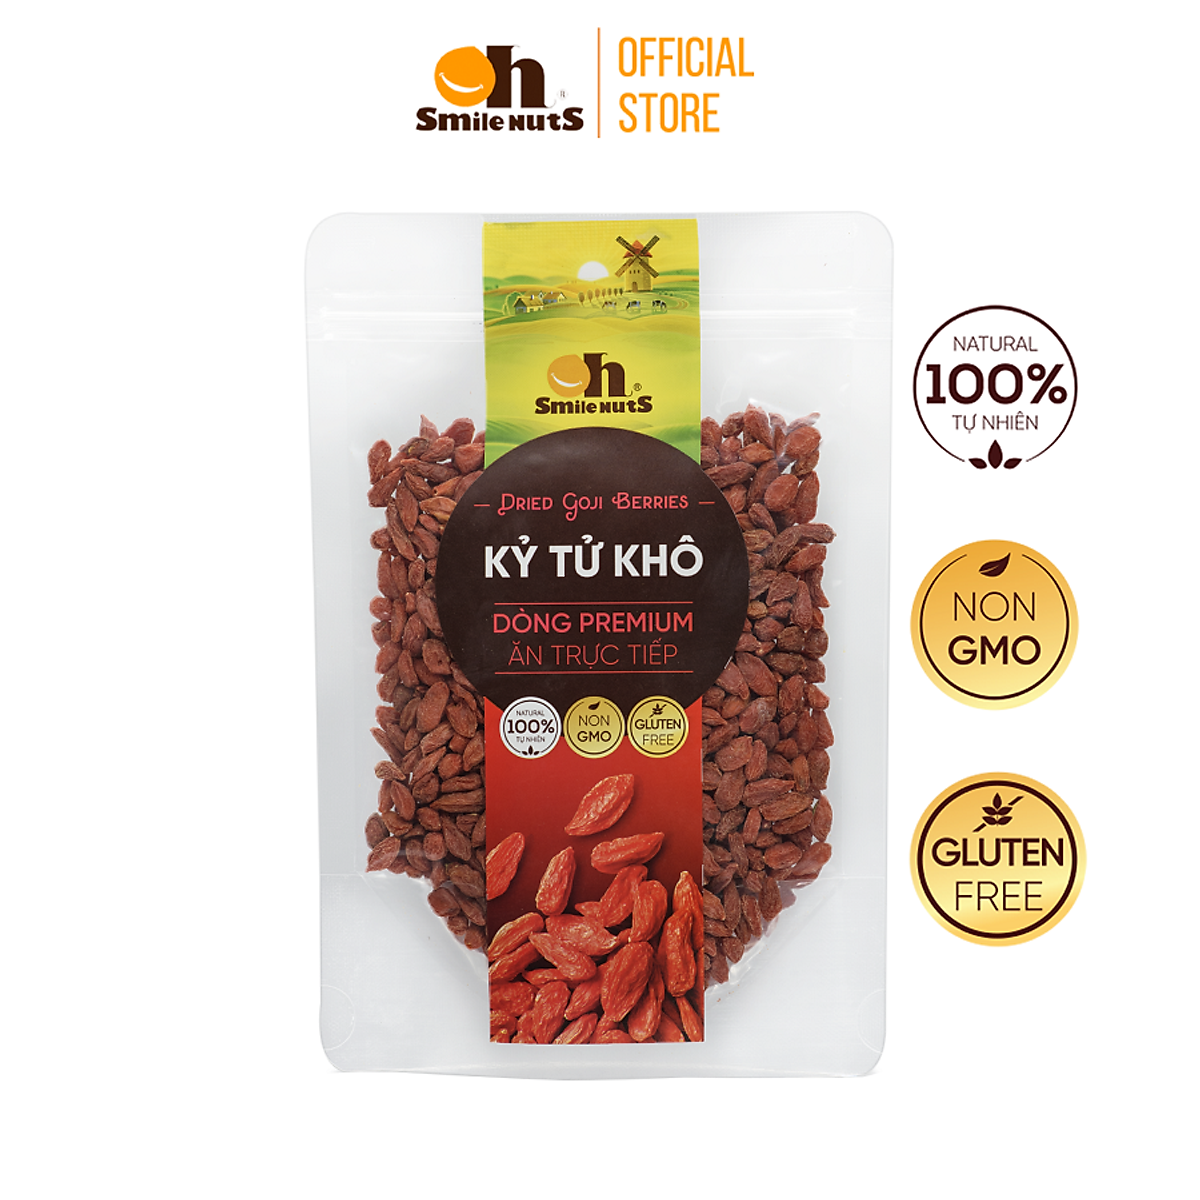 Oh
®
Smile Nuts
OFFICIAL
STORE
Oh
®
Smile Nuts
DRIED GOJI BERRIES
KỶ TỬ KHÔ
DÒNG PREMIUM
ĂN TRỰC TIẾP
NATURAL
100%
TỰ NHIÊN
NON
GMO
GLUTEN
FREE
NATURAL
100%
TỰ NHIÊN
NON
GMO
GLUTEN
FREE